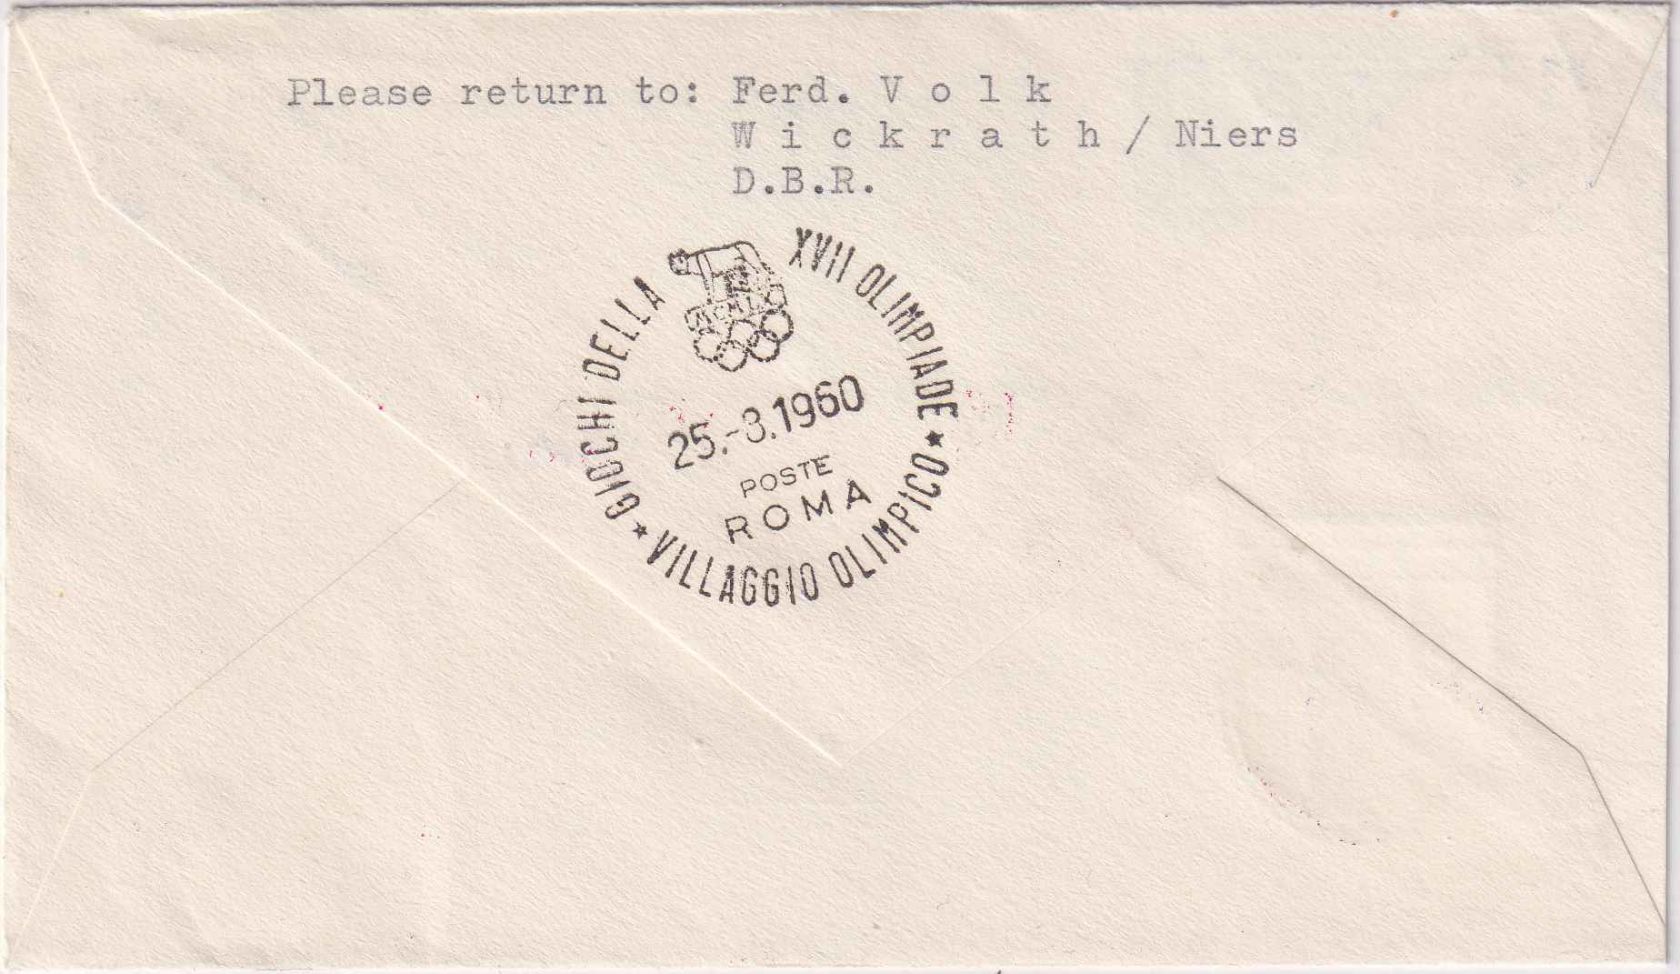 Please return to: Ferd. V o l k
W i c k r a t h / Niers
D.B.R.
GIOCHI DELLA XVII OLIMPIADE
25.-8.1960
POSTE
ROMA
* VILLAGGIO OLIMPICO *